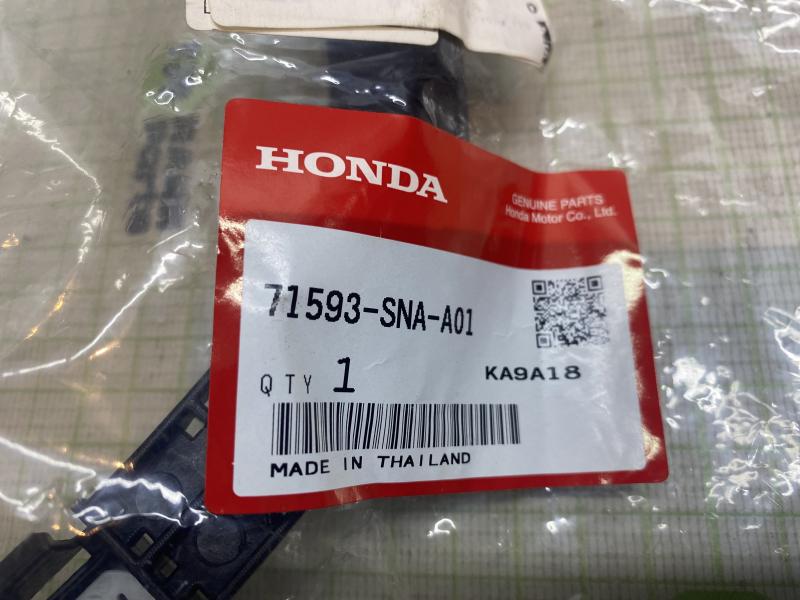 HONDA
GENUINE PARTS
Honda Motor Co., Ltd.
71593-SNA-A01
QTY 1
KA9A18
MADE IN THAILAND